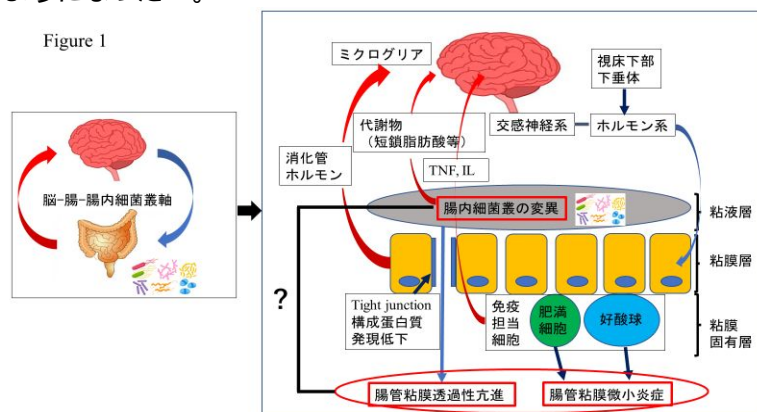 Figure 1
脳-腸-腸内細菌叢軸
ミクログリア
視床下部
下垂体
代謝物
（短鎖脂肪酸等）
交感神経系
ホルモン系
消化管
ホルモン
TNF, IL
腸内細菌叢の変異
粘液層
粘膜層
?
Tight junction
構成蛋白質
発現低下
免疫
担当
細胞
肥満
細胞
好酸球
粘膜
固有層
腸管粘膜透過性亢進
腸管粘膜微小炎症